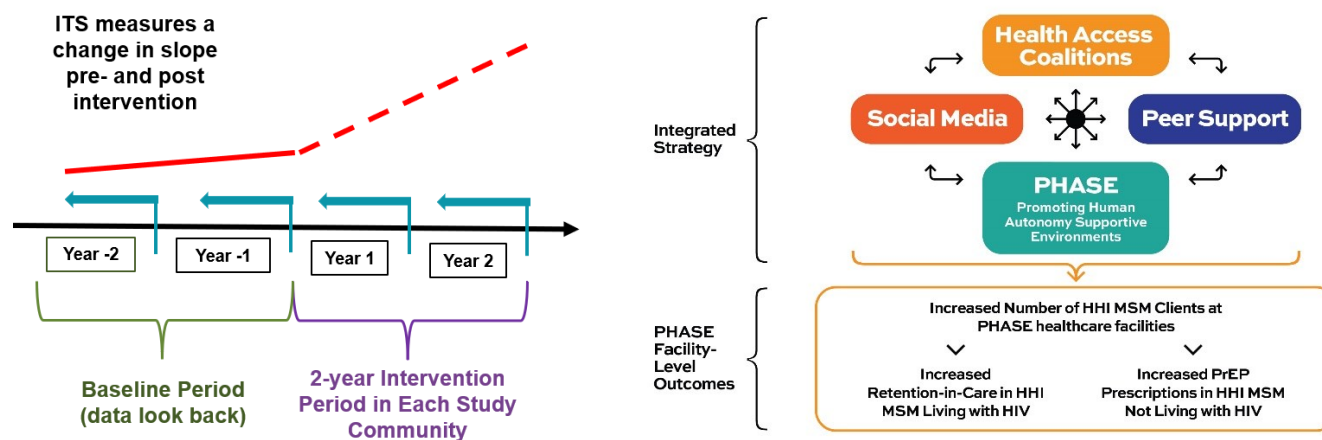 ITS measures a
change in slope
pre- and post
intervention
Year -2
Year -1
Year 1
Year 2
Baseline Period
(data look back)
2-year Intervention
Period in Each Study
Community
Integrated
Strategy
Health Access
Coalitions
Social Media
Peer Support
PHASE
Promoting Human
Autonomy Supportive
Environments
PHASE
Facility-
Level
Outcomes
Increased Number of HHI MSM Clients at
PHASE healthcare facilities
Increased
Retention-in-Care in HHI
MSM Living with HIV
Increased PrEP
Prescriptions in HHI MSM
Not Living with HIV